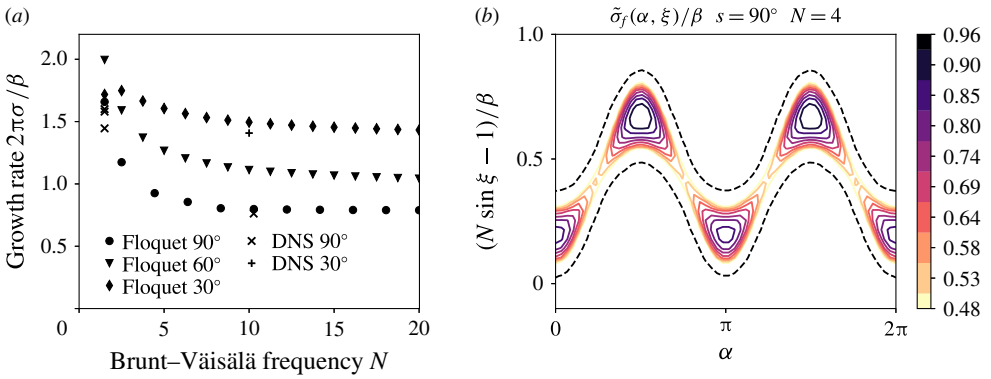 (a)
Growth rate 2πσ/β
2.0
1.5
1.0
0.5
0
5
10
15
20
Floquet 90°
Floquet 60°
Floquet 30°
DNS 90°
DNS 30°
Brunt–Väisälä frequency N
(b)
σ̃f(α, ξ)/β s = 90° N = 4
(N sin ξ − 1)/β
1.0
0.5
0
0
π
2π
α
0.96
0.90
0.85
0.80
0.74
0.69
0.64
0.58
0.53
0.48